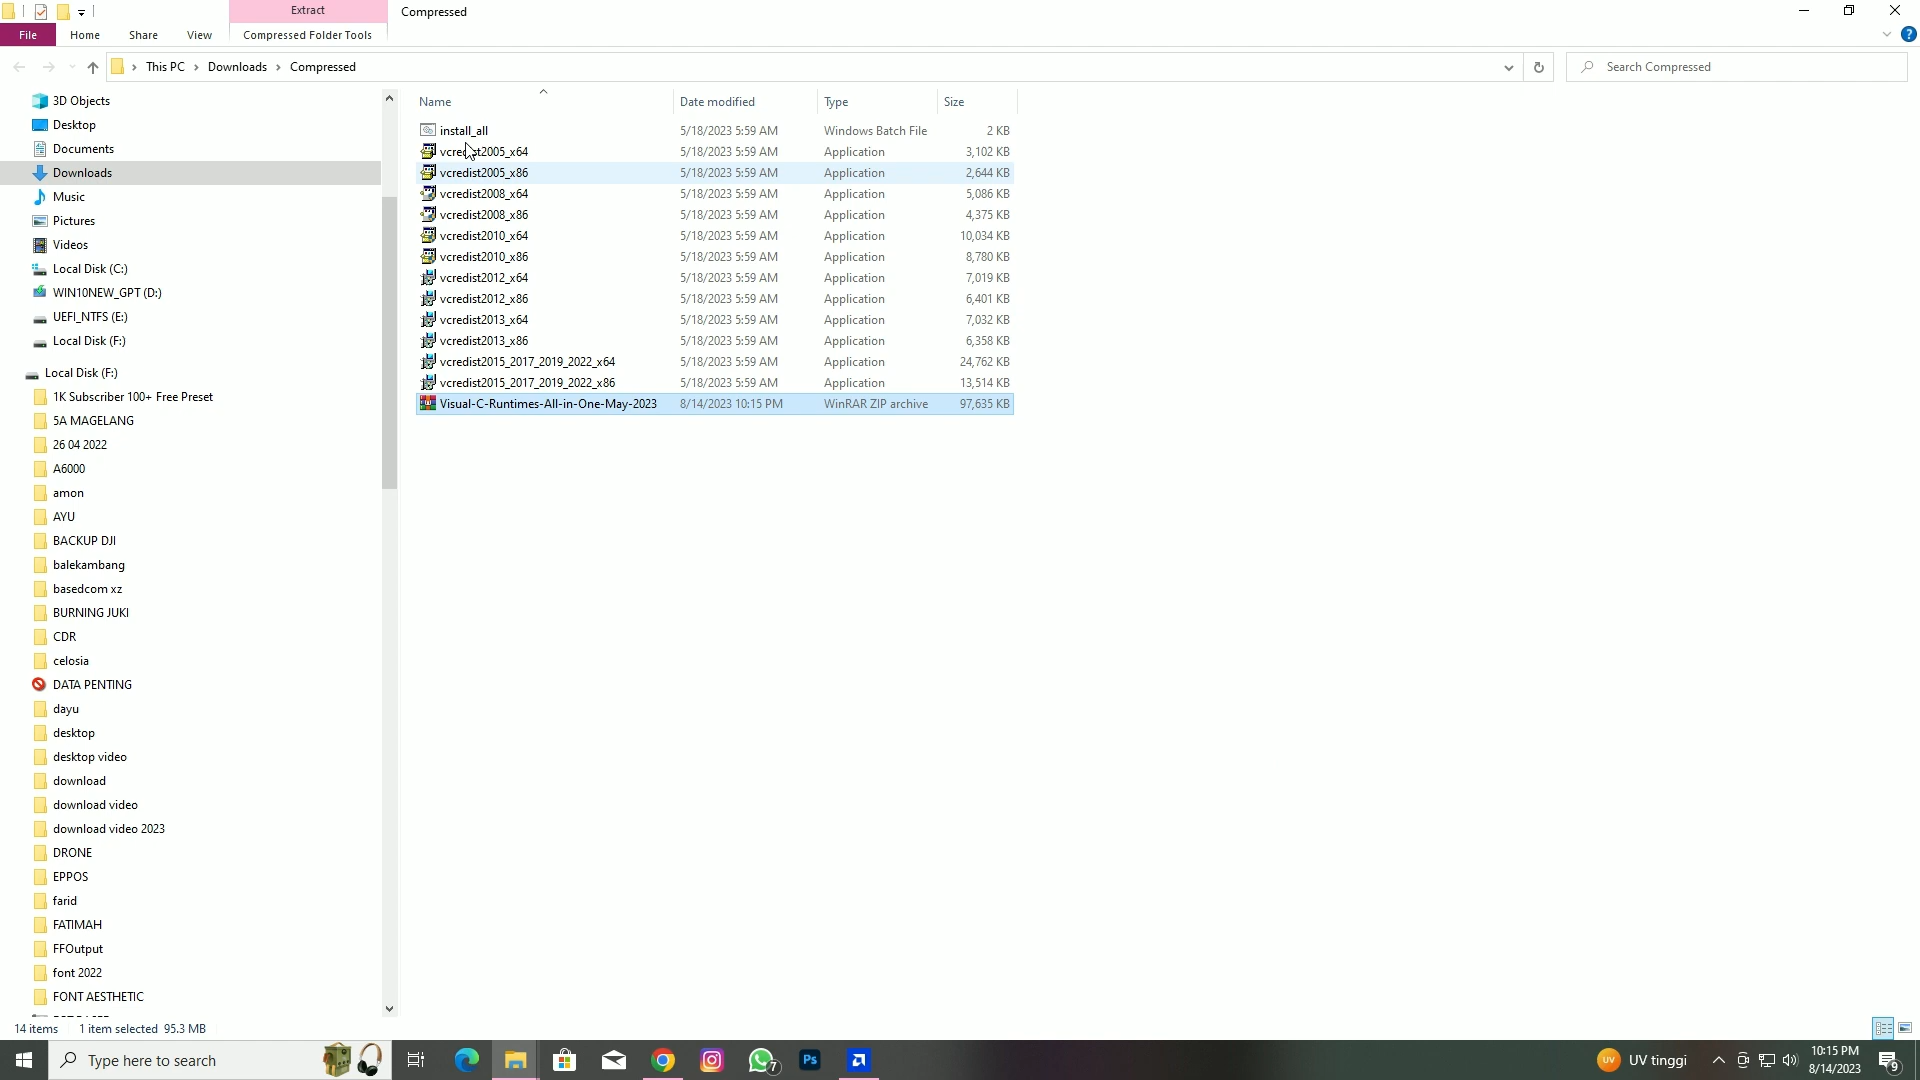 Extract
Compressed
File
Home
Share
View
Compressed Folder Tools
This PC
Downloads
Compressed
Search Compressed
3D Objects
Desktop
Documents
Downloads
Music
Pictures
Videos
Local Disk (C:)
WIN10NEW_GPT (D:)
UEFI_NTFS (E:)
Local Disk (F:)
Local Disk (F:)
1K Subscriber 100+ Free Preset
5A MAGELANG
26 04 2022
A6000
amon
AYU
BACKUP DJI
balekambang
basedcom xz
BURNING JUKI
CDR
celosia
DATA PENTING
dayu
desktop
desktop video
download
download video
download video 2023
DRONE
EPPOS
farid
FATIMAH
FFOutput
font 2022
FONT AESTHETIC
Name Date modified Type Size
install_all 5/18/2023 5:59 AM Windows Batch File 2 KB
vcredist2005_x64 5/18/2023 5:59 AM Application 3,102 KB
vcredist2005_x86 5/18/2023 5:59 AM Application 2,644 KB
vcredist2008_x64 5/18/2023 5:59 AM Application 5,086 KB
vcredist2008_x86 5/18/2023 5:59 AM Application 4,375 KB
vcredist2010_x64 5/18/2023 5:59 AM Application 10,034 KB
vcredist2010_x86 5/18/2023 5:59 AM Application 8,780 KB
vcredist2012_x64 5/18/2023 5:59 AM Application 7,019 KB
vcredist2012_x86 5/18/2023 5:59 AM Application 6,401 KB
vcredist2013_x64 5/18/2023 5:59 AM Application 7,032 KB
vcredist2013_x86 5/18/2023 5:59 AM Application 6,358 KB
vcredist2015_2017_2019_2022_x64 5/18/2023 5:59 AM Application 24,762 KB
vcredist2015_2017_2019_2022_x86 5/18/2023 5:59 AM Application 13,514 KB
Visual-C-Runtimes-All-in-One-May-2023 8/14/2023 10:15 PM WinRAR ZIP archive 97,635 KB
14 items 1 item selected 95.3 MB
Type here to search
7
Ps
UV
UV tinggi
10:15 PM
8/14/2023
9